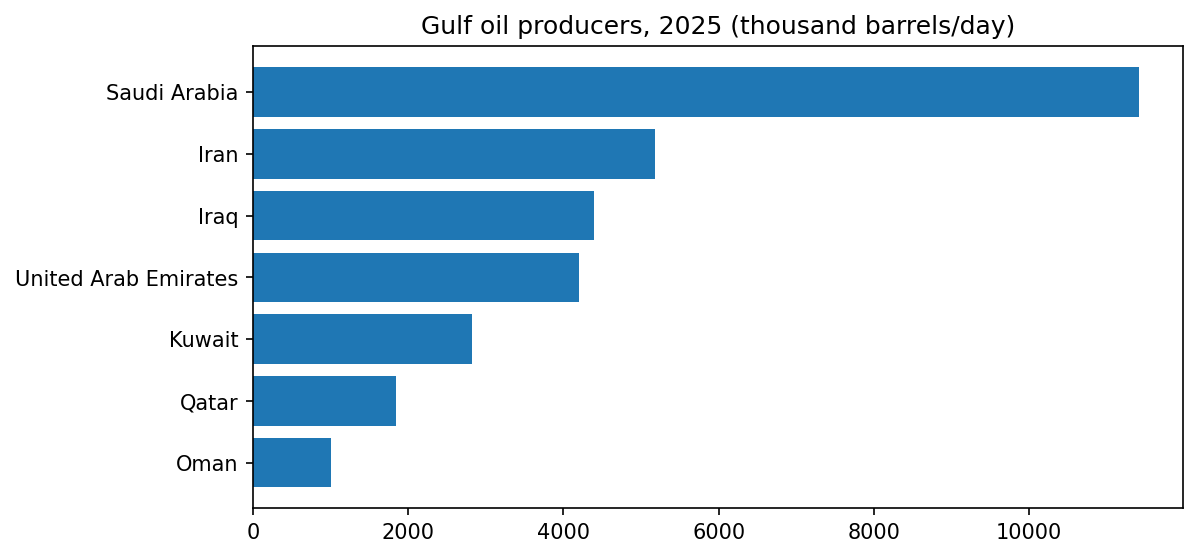 Gulf oil producers, 2025 (thousand barrels/day)
Saudi Arabia
Iran
Iraq
United Arab Emirates
Kuwait
Qatar
Oman
0 2000 4000 6000 8000 10000